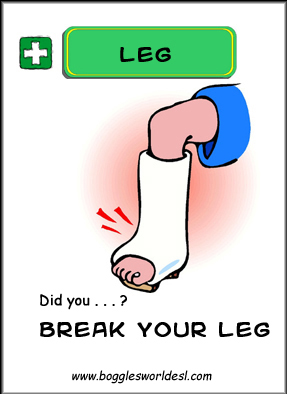 LEG
Did you . . . ?
BREAK YOUR LEG
www.bogglesworldesl.com